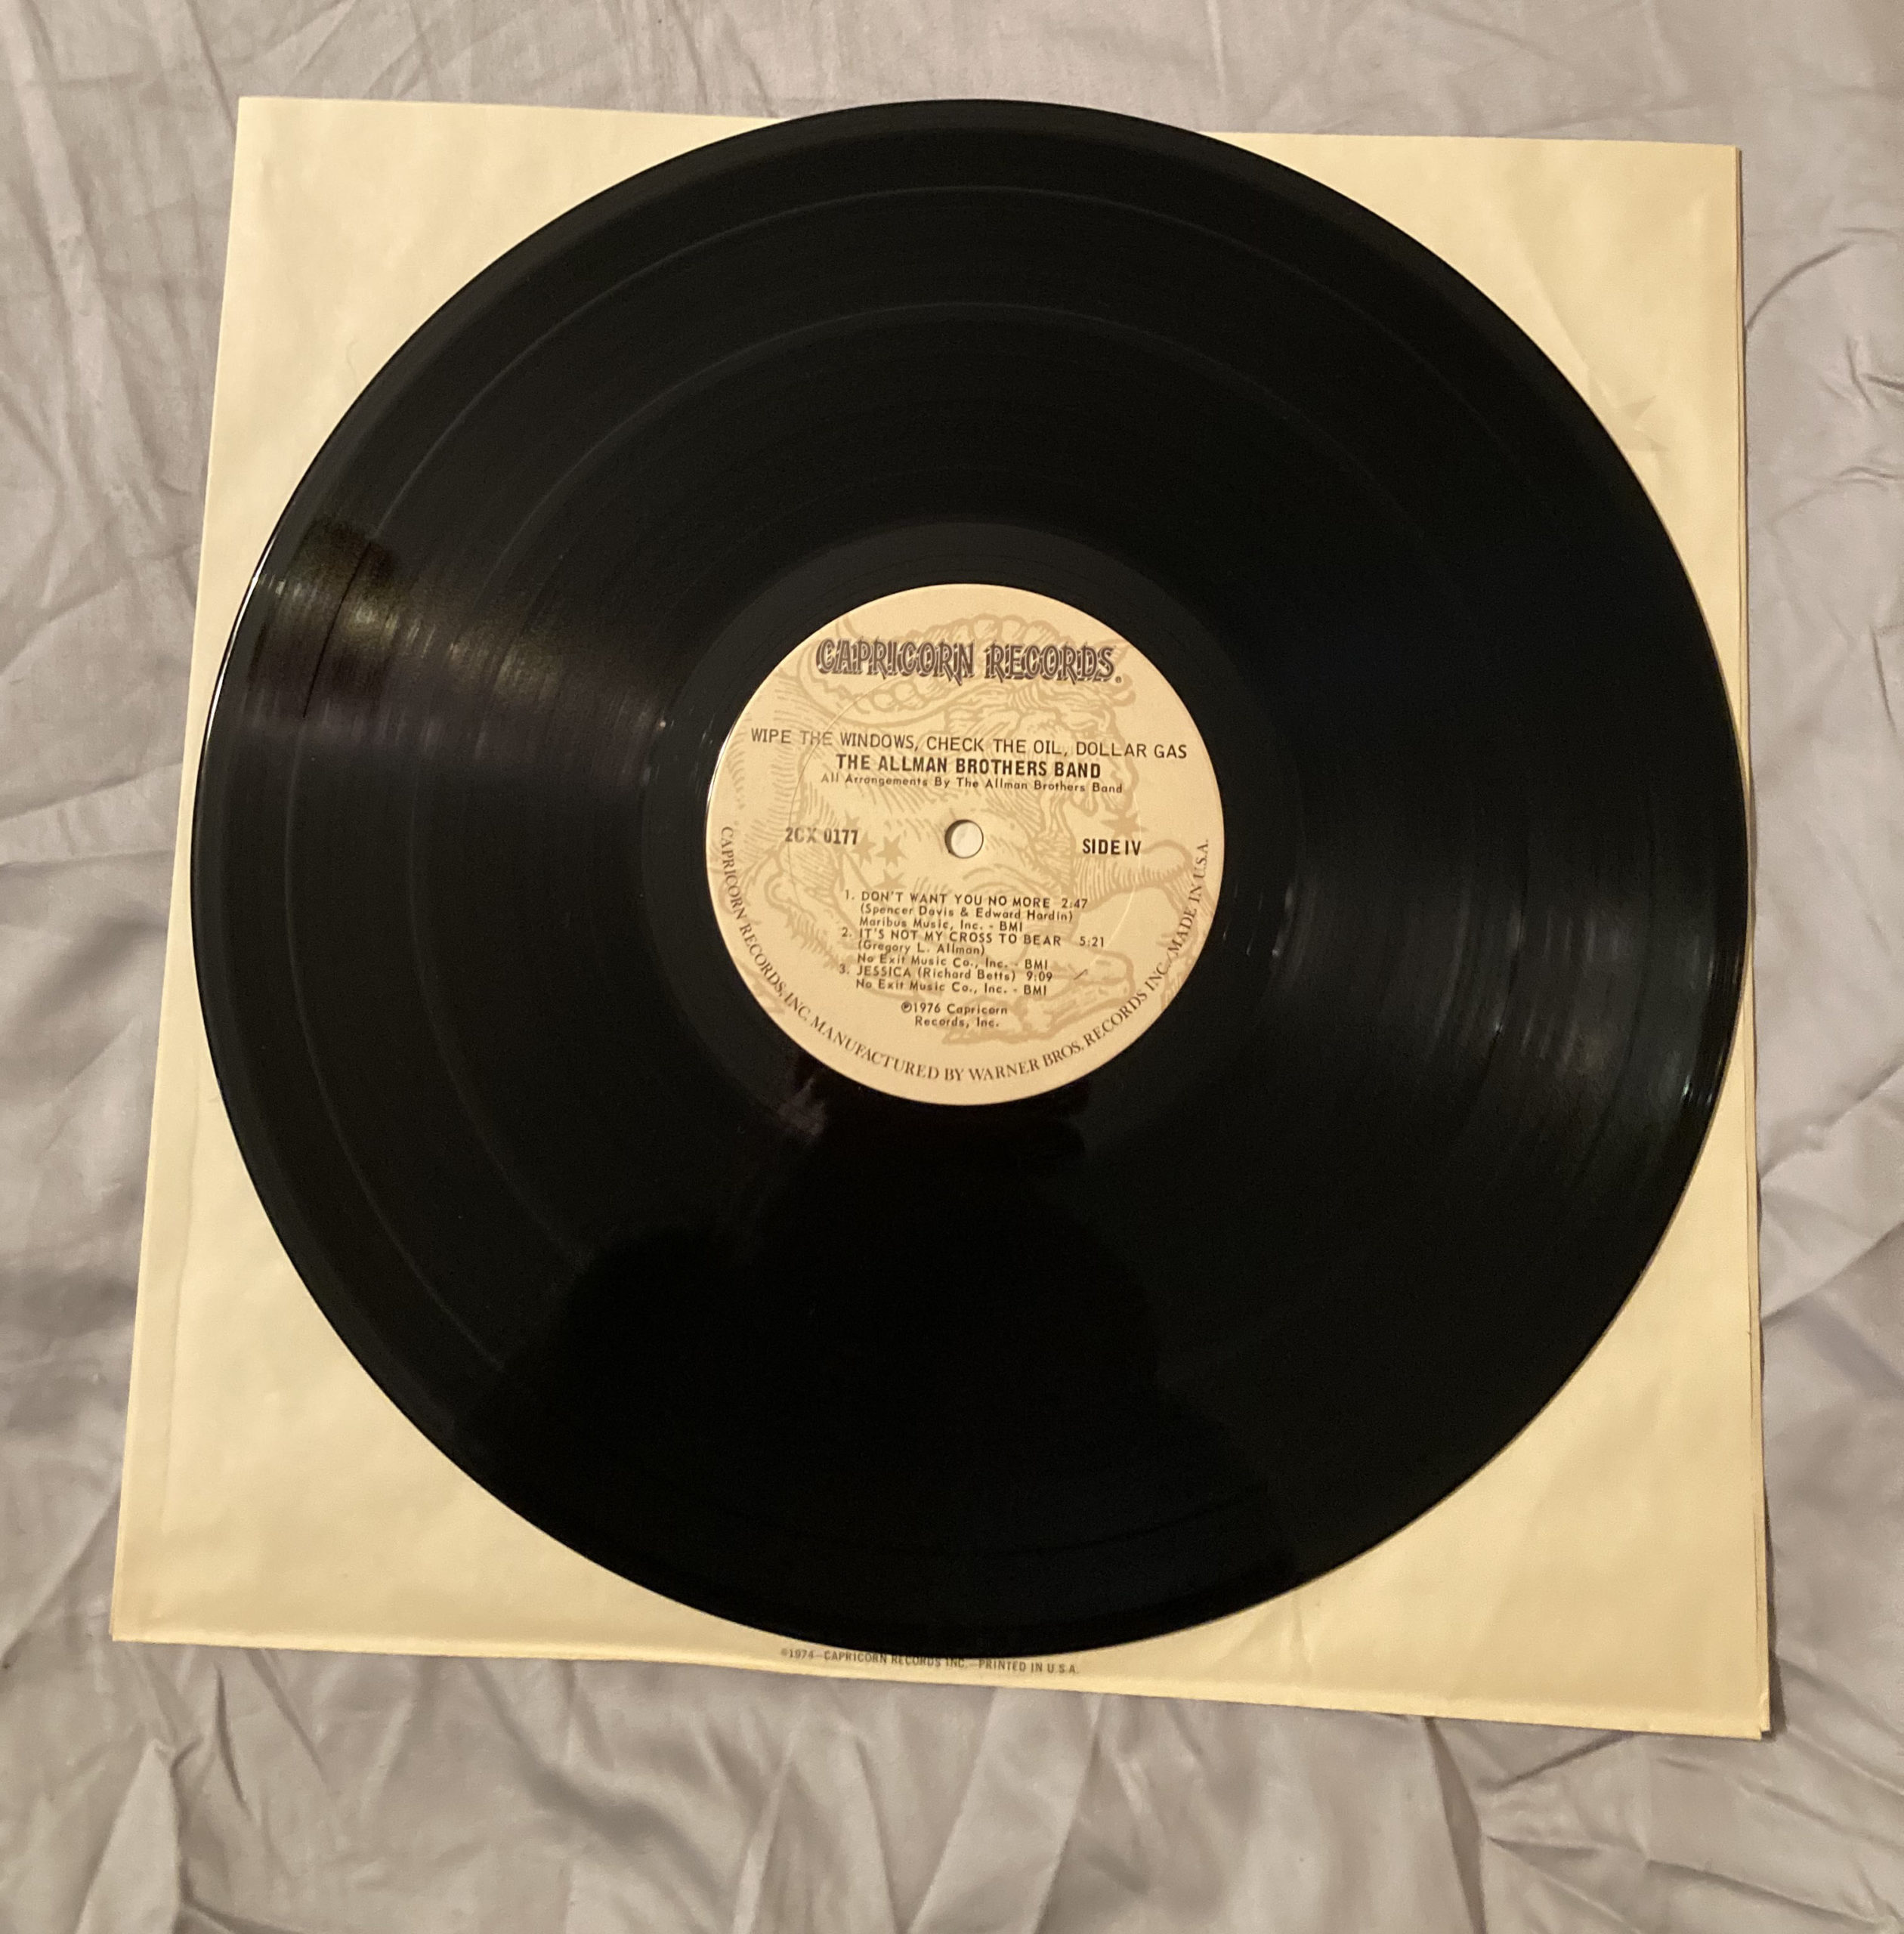 CAPRICORN RECORDS®
WIPE THE WINDOWS, CHECK THE OIL, DOLLAR GAS
THE ALLMAN BROTHERS BAND
All Arrangements By The Allman Brothers Band
2CX 0177
SIDE IV
1. DON'T WANT YOU NO MORE 2:47
(Spencer Davis & Edward Hardin)
Maribus Music, Inc. - BMI
2. IT'S NOT MY CROSS TO BEAR 5:21
(Gregory L. Allman)
No Exit Music Co., Inc. - BMI
3. JESSICA (Richard Betts) 9:09
No Exit Music Co., Inc. - BMI
℗1976 Capricorn
Records, Inc.
CAPRICORN RECORDS, INC. MANUFACTURED BY WARNER BROS. RECORDS INC. MADE IN U.S.A.
©1974—CAPRICORN RECORDS INC.—PRINTED IN U.S.A.